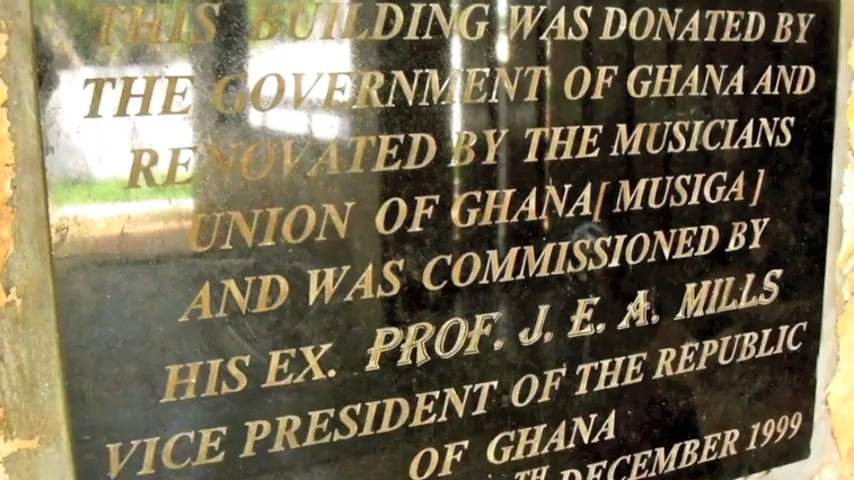 THIS BUILDING WAS DONATED BY
THE GOVERNMENT OF GHANA AND
RENOVATED BY THE MUSICIANS
UNION OF GHANA[MUSIGA]
AND WAS COMMISSIONED BY
HIS EX. PROF. J. E. A. MILLS
VICE PRESIDENT OF THE REPUBLIC
OF GHANA
TH DECEMBER 1999